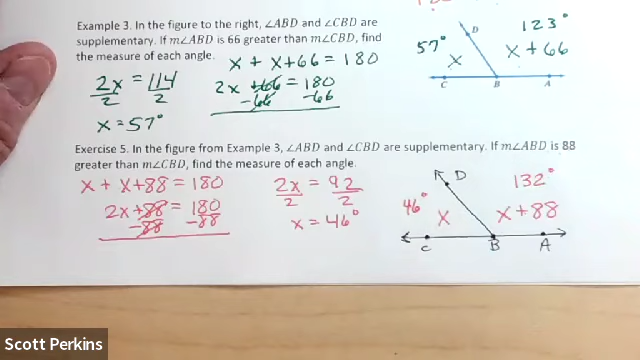 Example 3. In the figure to the right, ∠ABD and ∠CBD are
supplementary. If m∠ABD is 66 greater than m∠CBD, find
the measure of each angle.
x + x+66 = 180
2x = 114
2 2
2x +66 = 180
-66 -66
x = 57°
57°
123°
D
x
x + 66
C B A
Exercise 5. In the figure from Example 3, ∠ABD and ∠CBD are supplementary. If m∠ABD is 88
greater than m∠CBD, find the measure of each angle.
x + x+88 = 180
2x+88 = 180
-88 -88
2x = 92
2 2
x = 46°
46°
D
132°
x
x+88
C B A
Scott Perkins